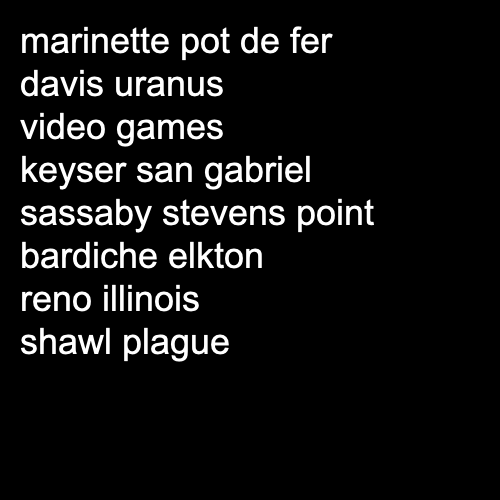 marinette pot de fer
davis uranus
video games
keyser san gabriel
sassaby stevens point
bardiche elkton
reno illinois
shawl plague